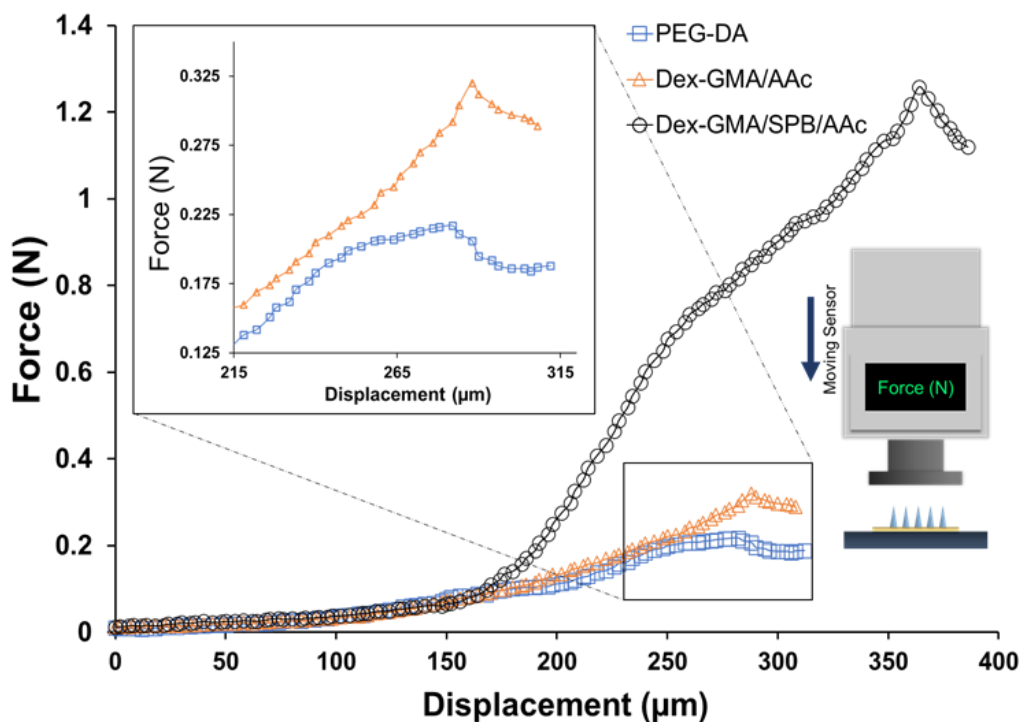 1.4
1.2
1
0.8
0.6
0.4
0.2
0
Force (N)
0 50 100 150 200 250 300 350 400
Displacement (µm)
0.325
0.275
0.225
0.175
0.125
Force (N)
215 265 315
Displacement (µm)
PEG-DA
Dex-GMA/AAc
Dex-GMA/SPB/AAc
Moving Sensor
Force (N)